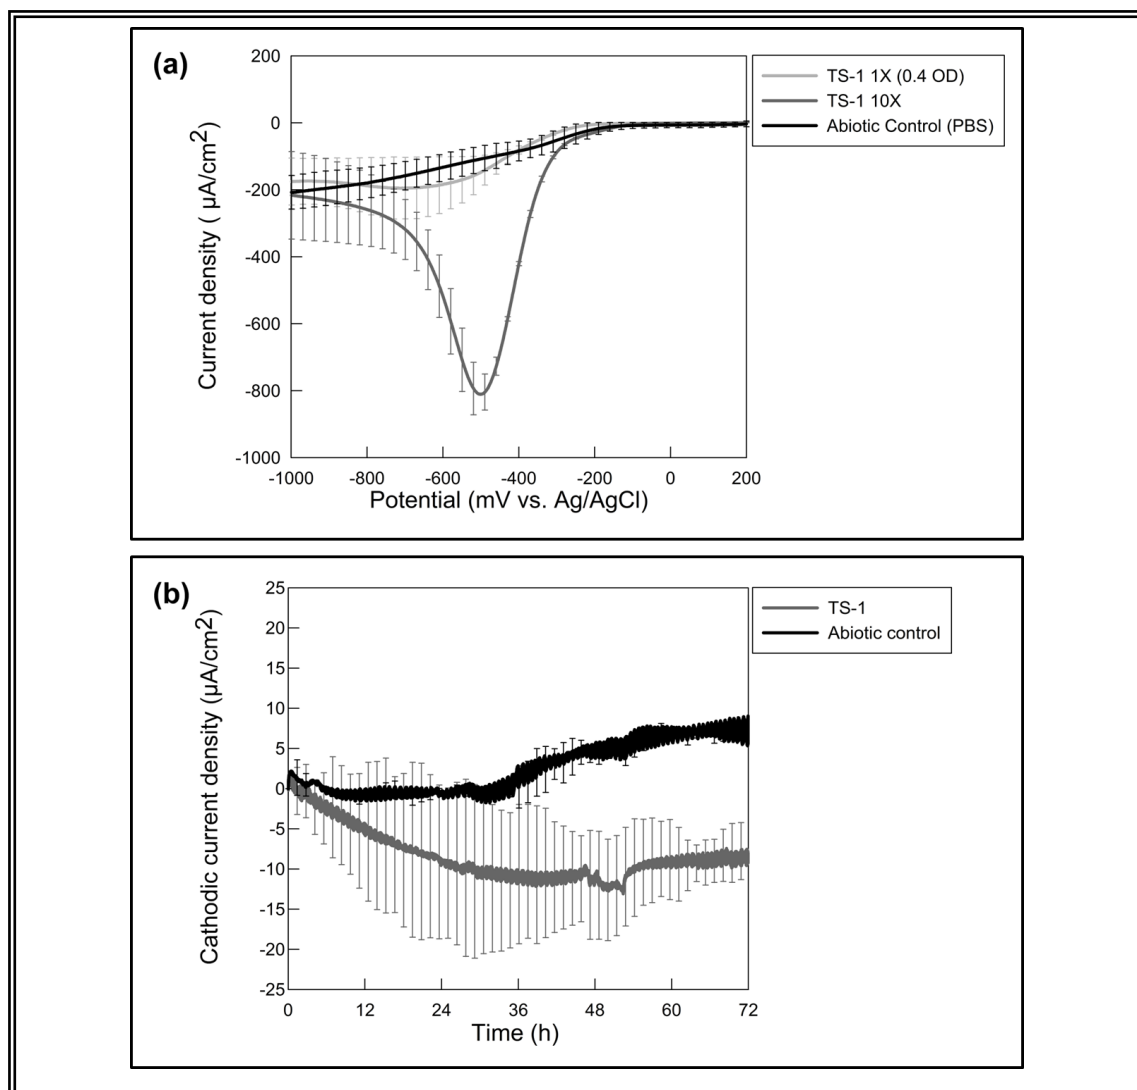 (a)
TS-1 1X (0.4 OD)
TS-1 10X
Abiotic Control (PBS)
Current density ( µA/cm2)
200
0
-200
-400
-600
-800
-1000
-1000 -800 -600 -400 -200 0 200
Potential (mV vs. Ag/AgCl)
(b)
TS-1
Abiotic control
Cathodic current density (µA/cm2)
25
20
15
10
5
0
-5
-10
-15
-20
-25
0 12 24 36 48 60 72
Time (h)